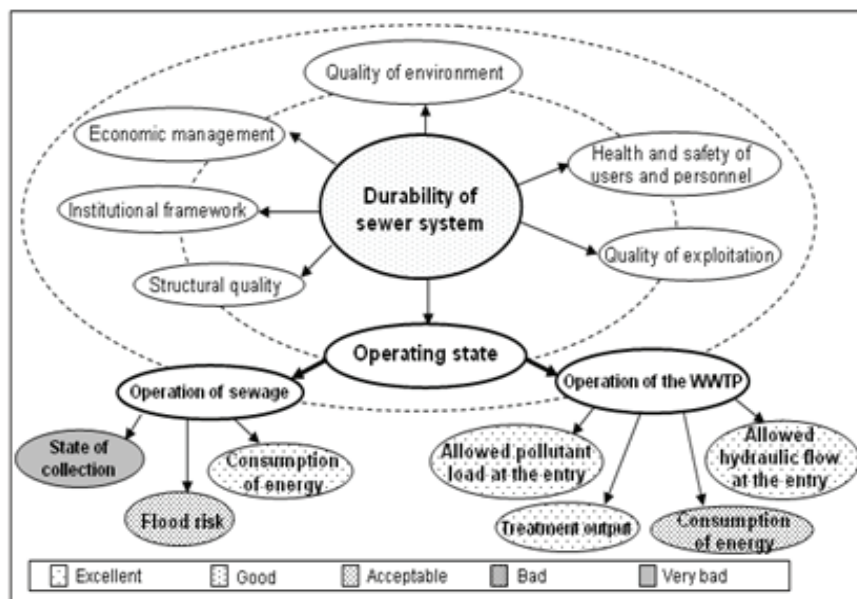 Quality of environment
Economic management
Health and safety of
users and personnel
Durability of
sewer system
Institutional framework
Quality of exploitation
Structural quality
Operating state
Operation of sewage
Operation of the WWTP
State of
collection
Consumption
of energy
Flood risk
Allowed pollutant
load at the entry
Allowed
hydraulic flow
at the entry
Treatment output
Consumption
of energy
Excellent
Good
Acceptable
Bad
Very bad